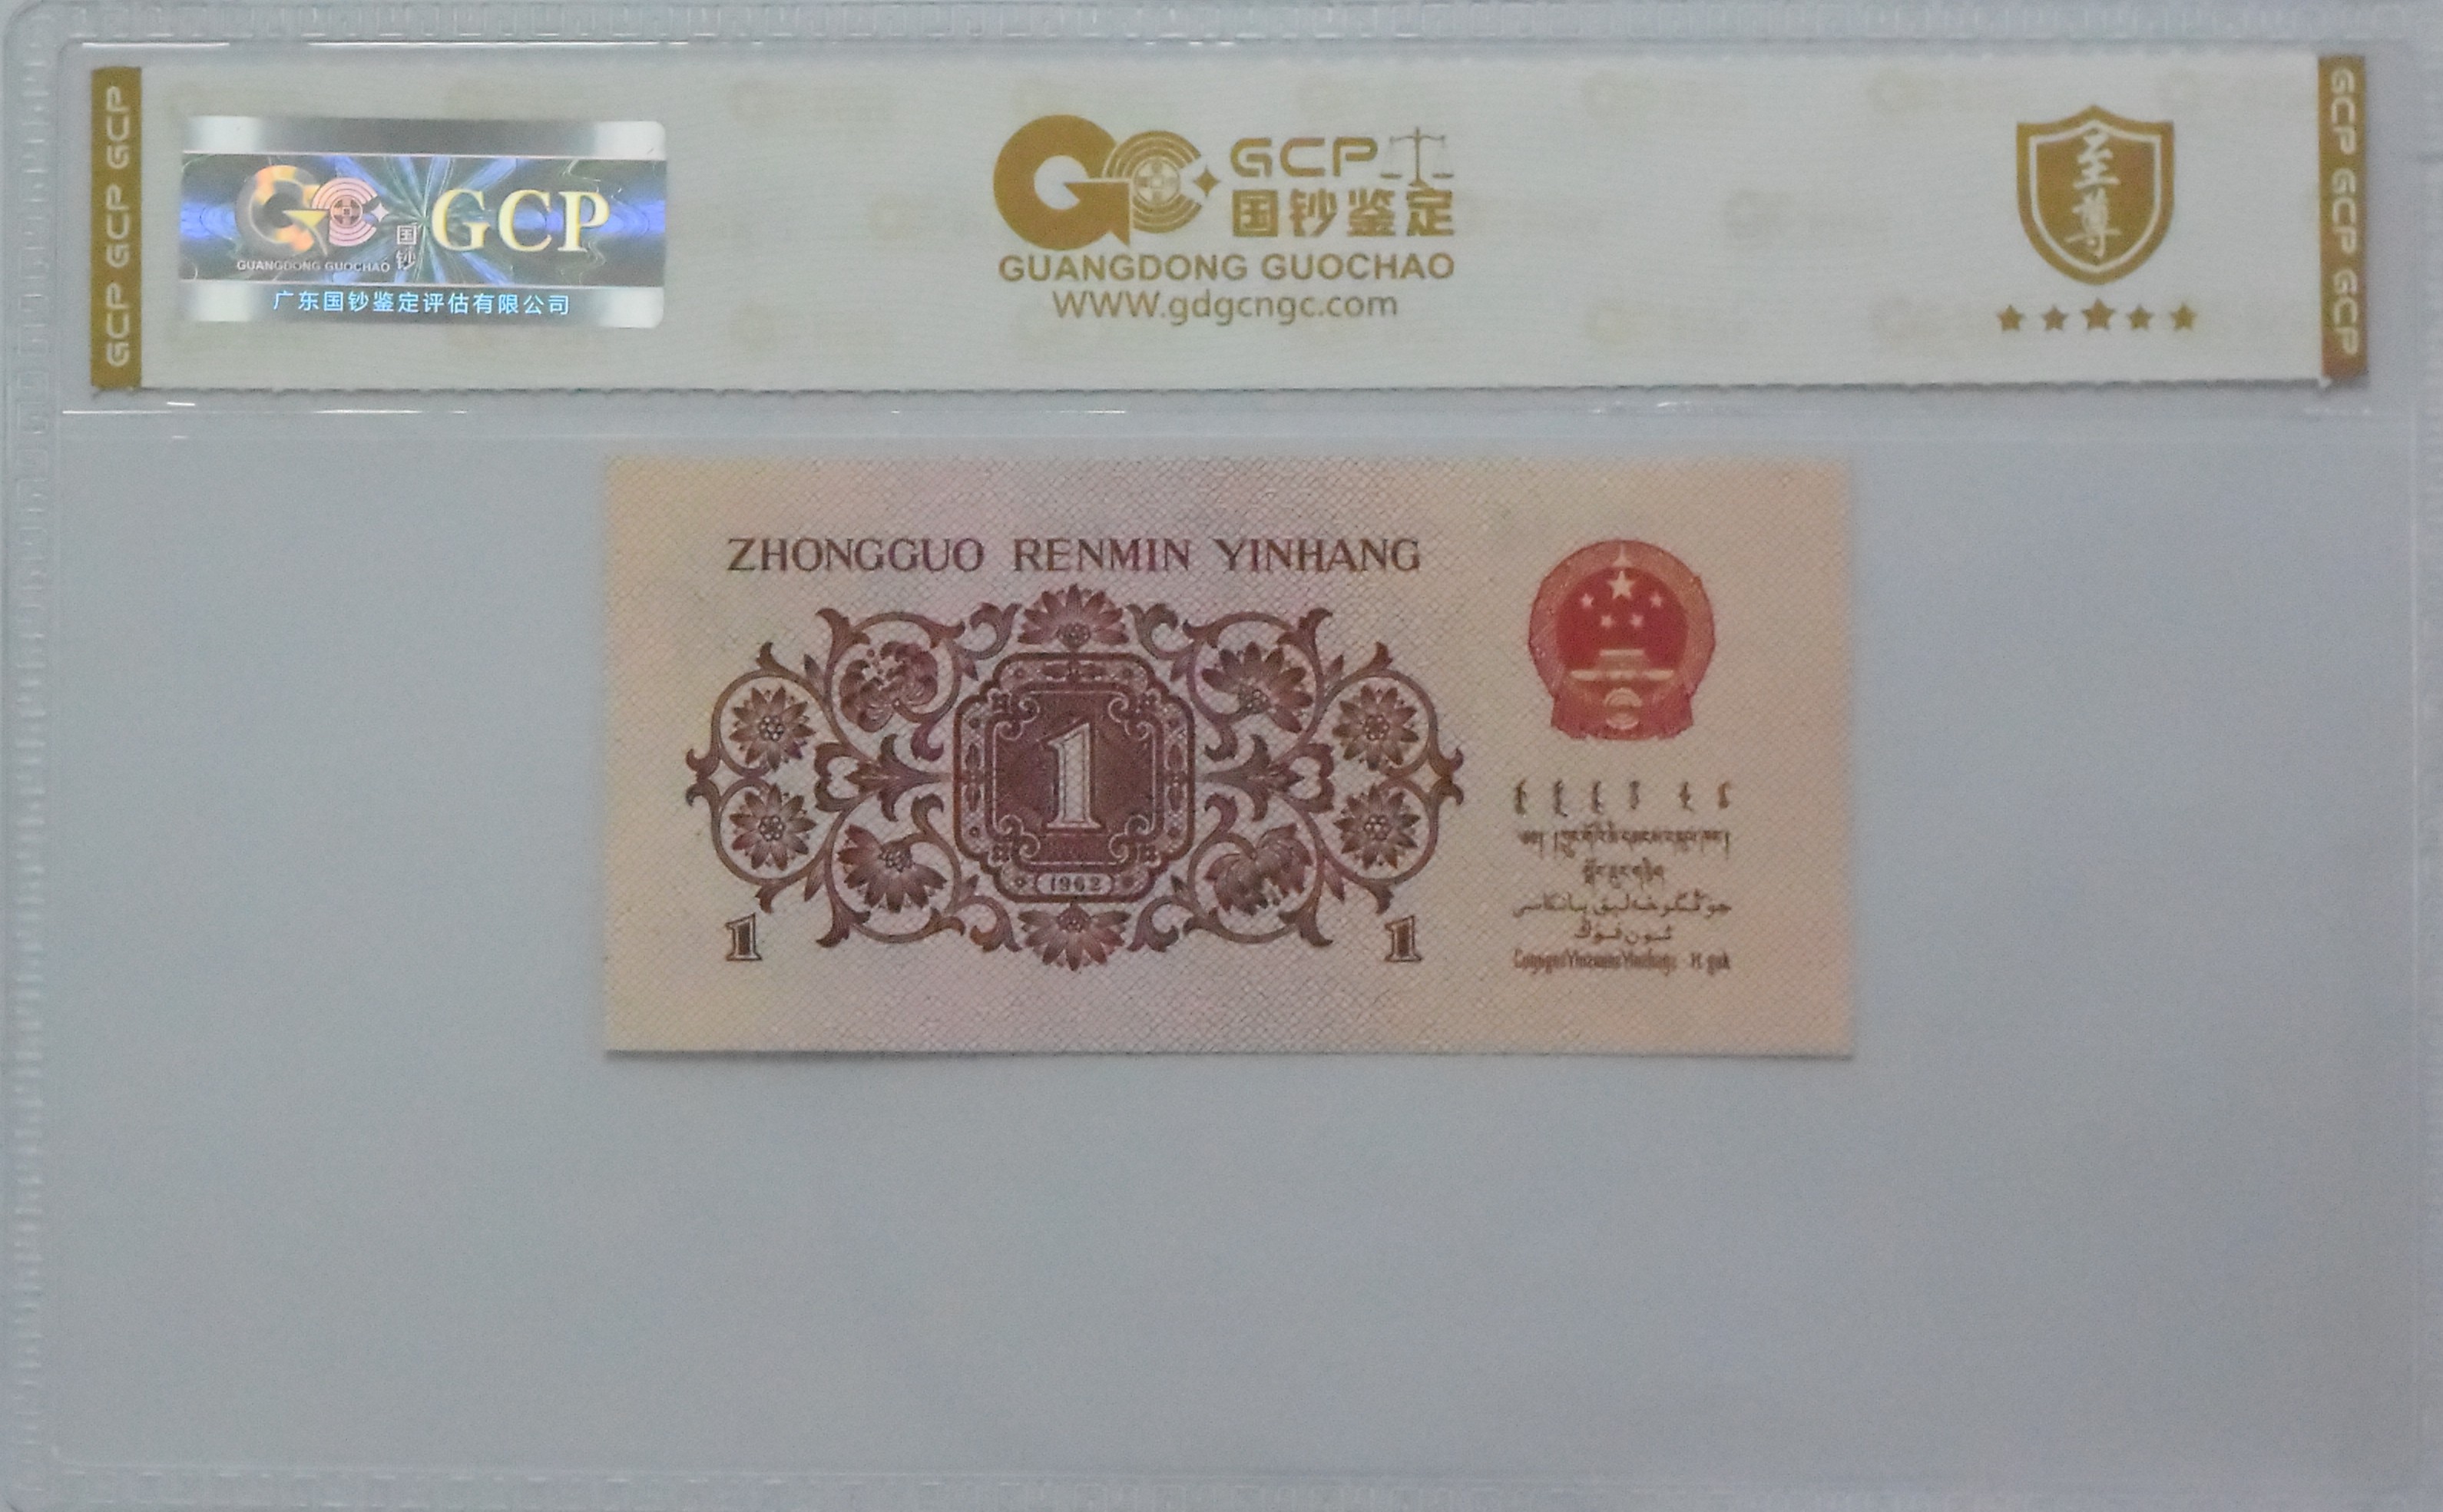 GCP GCP GCP
GCP
国钞
GUANGDONG GUOCHAO
广东国钞鉴定评估有限公司
GCP
国钞鉴定
GUANGDONG GUOCHAO
WWW.gdgcngc.com
至尊
GCP GCP GCP
ZHONGGUO RENMIN YINHANG
1
1962
1 1